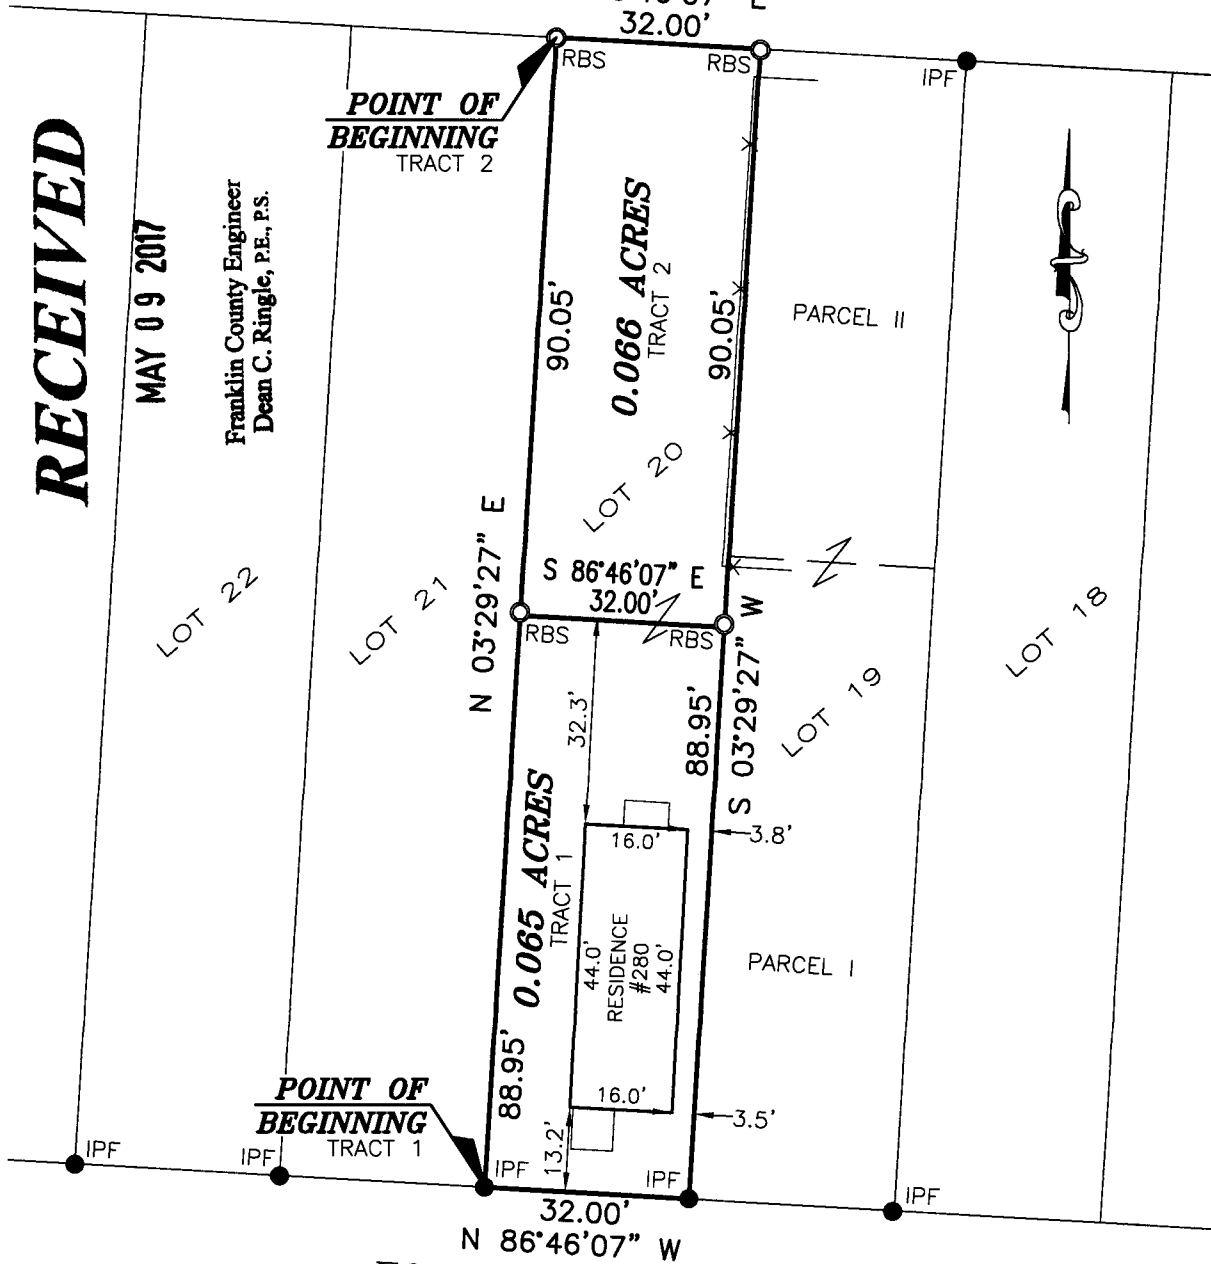 32.00'
RBS
RBS
IPF
POINT OF
BEGINNING
TRACT 2
RECEIVED
MAY 09 2017
Franklin County Engineer
Dean C. Ringle, P.E., P.S.
90.05'
0.066 ACRES
TRACT 2
90.05'
PARCEL II
LOT 20
LOT 22
LOT 21
N 03°29'27" E
S 86°46'07" E
32.00'
RBS
RBS
S 03°29'27" W
LOT 19
LOT 18
32.3'
88.95'
0.065 ACRES
TRACT 1
16.0'
3.8'
44.0'
RESIDENCE
#280
44.0'
PARCEL I
88.95'
16.0'
3.5'
13.2'
POINT OF
BEGINNING
TRACT 1
IPF
IPF
IPF
IPF
IPF
32.00'
N 86°46'07" W